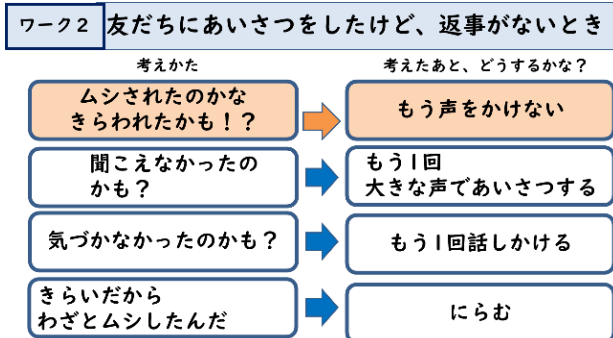 ワーク2 友だちにあいさつをしたけど、返事がないとき
考えかた
考えたあと、どうするかな？
ムシされたのかな
きらわれたかも！？
もう声をかけない
聞こえなかったの
かも？
もう1回
大きな声であいさつする
気づかなかったのかも？
もう1回話しかける
きらいだから
わざとムシしたんだ
にらむ